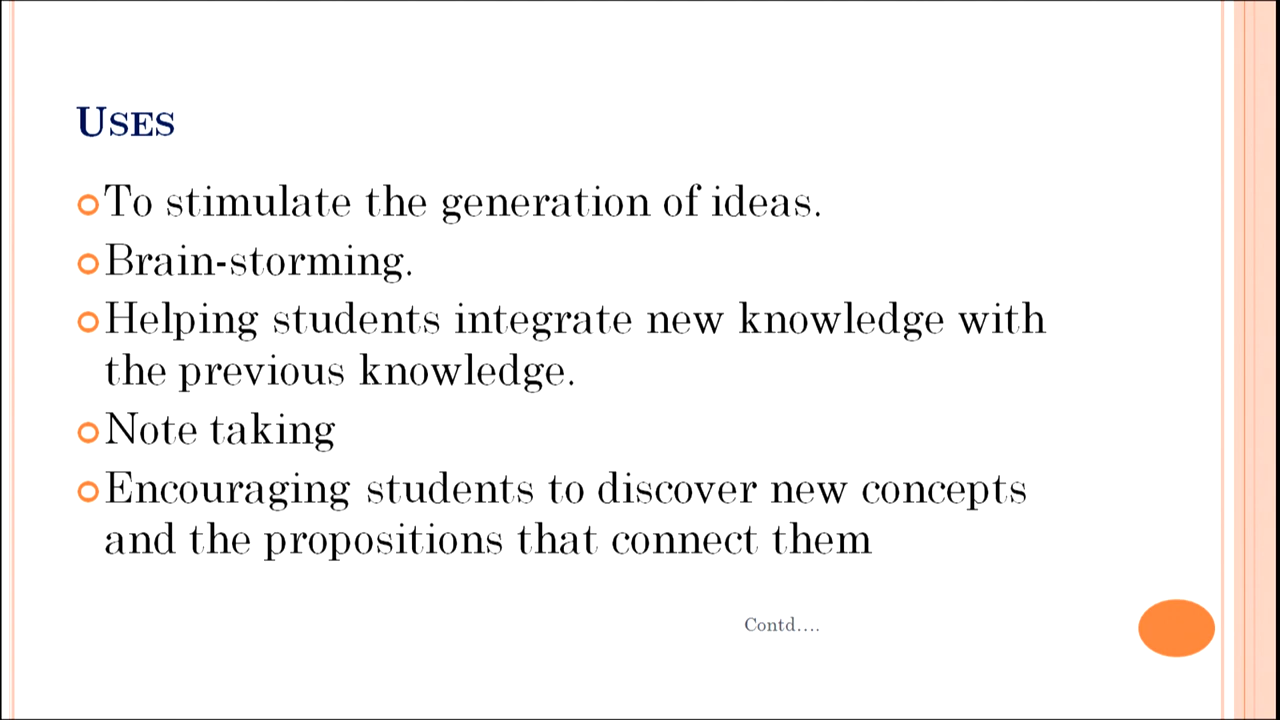 USES
To stimulate the generation of ideas.
Brain-storming.
Helping students integrate new knowledge with
the previous knowledge.
Note taking
Encouraging students to discover new concepts
and the propositions that connect them
Contd....